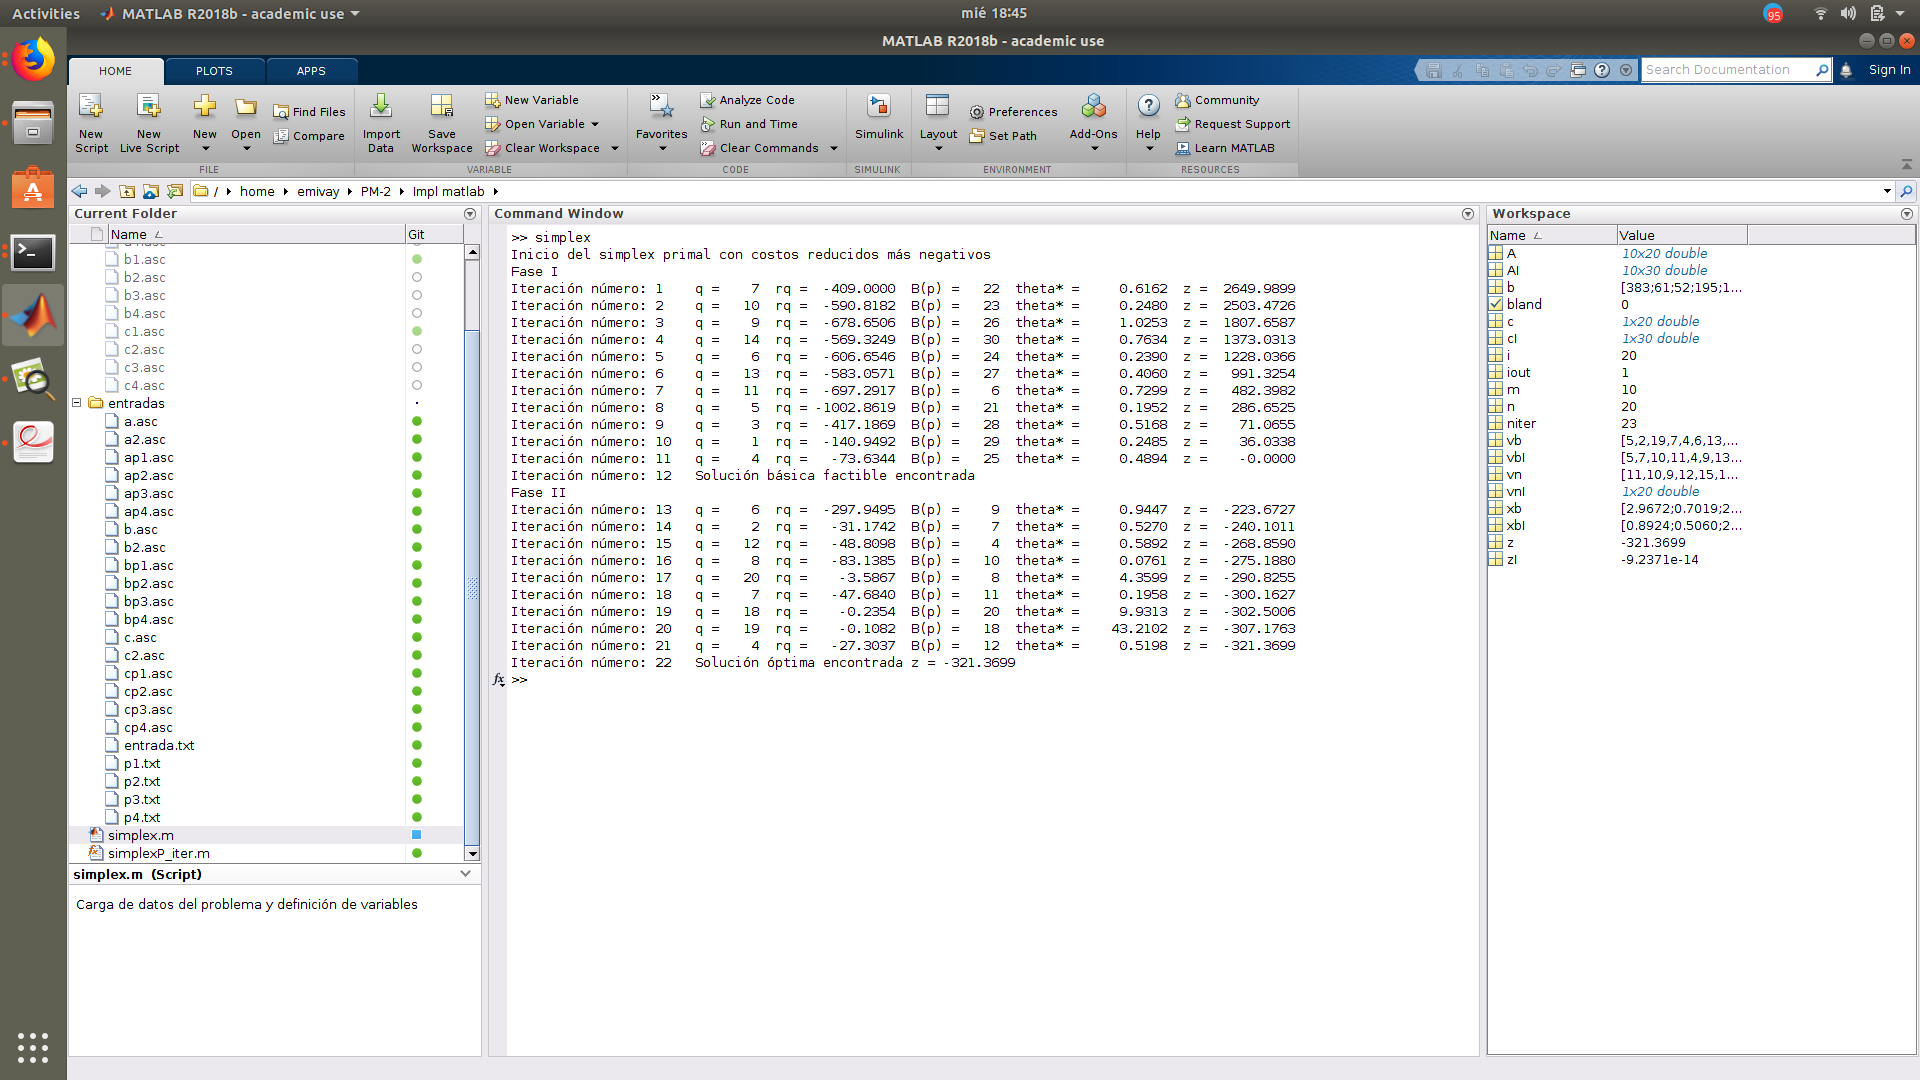 Activities
MATLAB R2018b - academic use
mié 18:45
95
MATLAB R2018b - academic use
HOME
PLOTS
APPS
Search Documentation
Sign In
New Script
New Live Script
New
Open
Find Files
Compare
FILE
Import Data
Save Workspace
New Variable
Open Variable
Clear Workspace
VARIABLE
Favorites
Analyze Code
Run and Time
Clear Commands
CODE
Simulink
SIMULINK
Layout
Preferences
Set Path
Add-Ons
ENVIRONMENT
Help
Community
Request Support
Learn MATLAB
RESOURCES
/ home emivay PM-2 Impl matlab
Current Folder
Name Git
b1.asc
b2.asc
b3.asc
b4.asc
c1.asc
c2.asc
c3.asc
c4.asc
entradas
a.asc
a2.asc
ap1.asc
ap2.asc
ap3.asc
ap4.asc
b.asc
b2.asc
bp1.asc
bp2.asc
bp3.asc
bp4.asc
c.asc
c2.asc
cp1.asc
cp2.asc
cp3.asc
cp4.asc
entrada.txt
p1.txt
p2.txt
p3.txt
p4.txt
simplex.m
simplexP_iter.m
simplex.m (Script)
Carga de datos del problema y definición de variables
Command Window
>> simplex
Inicio del simplex primal con costos reducidos más negativos
Fase I
Iteración número: 1 q = 7 rq = -409.0000 B(p) = 22 theta* = 0.6162 z = 2649.9899
Iteración número: 2 q = 10 rq = -590.8182 B(p) = 23 theta* = 0.2480 z = 2503.4726
Iteración número: 3 q = 9 rq = -678.6506 B(p) = 26 theta* = 1.0253 z = 1807.6587
Iteración número: 4 q = 14 rq = -569.3249 B(p) = 30 theta* = 0.7634 z = 1373.0313
Iteración número: 5 q = 6 rq = -606.6546 B(p) = 24 theta* = 0.2390 z = 1228.0366
Iteración número: 6 q = 13 rq = -583.0571 B(p) = 27 theta* = 0.4060 z = 991.3254
Iteración número: 7 q = 11 rq = -697.2917 B(p) = 6 theta* = 0.7299 z = 482.3982
Iteración número: 8 q = 5 rq = -1002.8619 B(p) = 21 theta* = 0.1952 z = 286.6525
Iteración número: 9 q = 3 rq = -417.1869 B(p) = 28 theta* = 0.5168 z = 71.0655
Iteración número: 10 q = 1 rq = -140.9492 B(p) = 29 theta* = 0.2485 z = 36.0338
Iteración número: 11 q = 4 rq = -73.6344 B(p) = 25 theta* = 0.4894 z = -0.0000
Iteración número: 12 Solución básica factible encontrada
Fase II
Iteración número: 13 q = 6 rq = -297.9495 B(p) = 9 theta* = 0.9447 z = -223.6727
Iteración número: 14 q = 2 rq = -31.1742 B(p) = 7 theta* = 0.5270 z = -240.1011
Iteración número: 15 q = 12 rq = -48.8098 B(p) = 4 theta* = 0.5892 z = -268.8590
Iteración número: 16 q = 8 rq = -83.1385 B(p) = 10 theta* = 0.0761 z = -275.1880
Iteración número: 17 q = 20 rq = -3.5867 B(p) = 8 theta* = 4.3599 z = -290.8255
Iteración número: 18 q = 7 rq = -47.6840 B(p) = 11 theta* = 0.1958 z = -300.1627
Iteración número: 19 q = 18 rq = -0.2354 B(p) = 20 theta* = 9.9313 z = -302.5006
Iteración número: 20 q = 19 rq = -0.1082 B(p) = 18 theta* = 43.2102 z = -307.1763
Iteración número: 21 q = 4 rq = -27.3037 B(p) = 12 theta* = 0.5198 z = -321.3699
Iteración número: 22 Solución óptima encontrada z = -321.3699
fx >>
Workspace
Name Value
A 10x20 double
AI 10x30 double
b [383;61;52;195;1...
bland 0
c 1x20 double
cI 1x30 double
i 20
iout 1
m 10
n 20
niter 23
vb [5,2,19,7,4,6,13,...
vbI [5,7,10,11,4,9,13...
vn [11,10,9,12,15,1...
vnI 1x20 double
xb [2.9672;0.7019;2...
xbI [0.8924;0.5060;2...
z -321.3699
zI -9.2371e-14